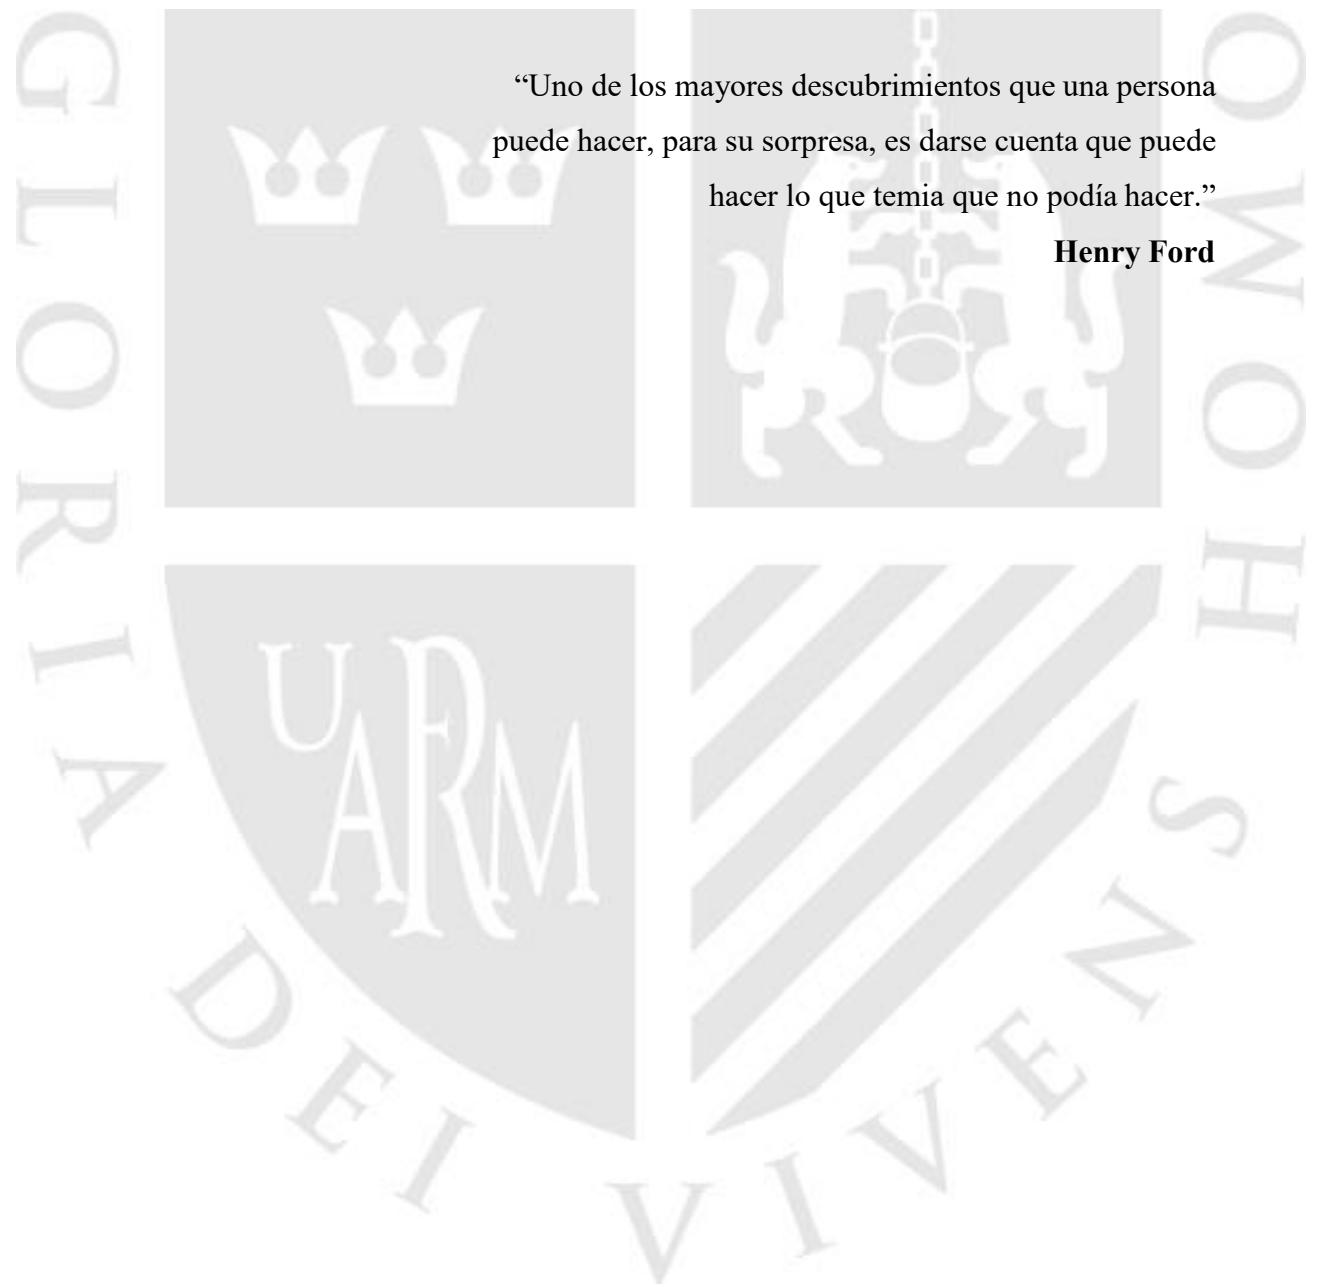 “Uno de los mayores descubrimientos que una persona
puede hacer, para su sorpresa, es darse cuenta que puede
hacer lo que temia que no podía hacer.”
Henry Ford
GLORIA DEI VIVENS HOMO
UARM